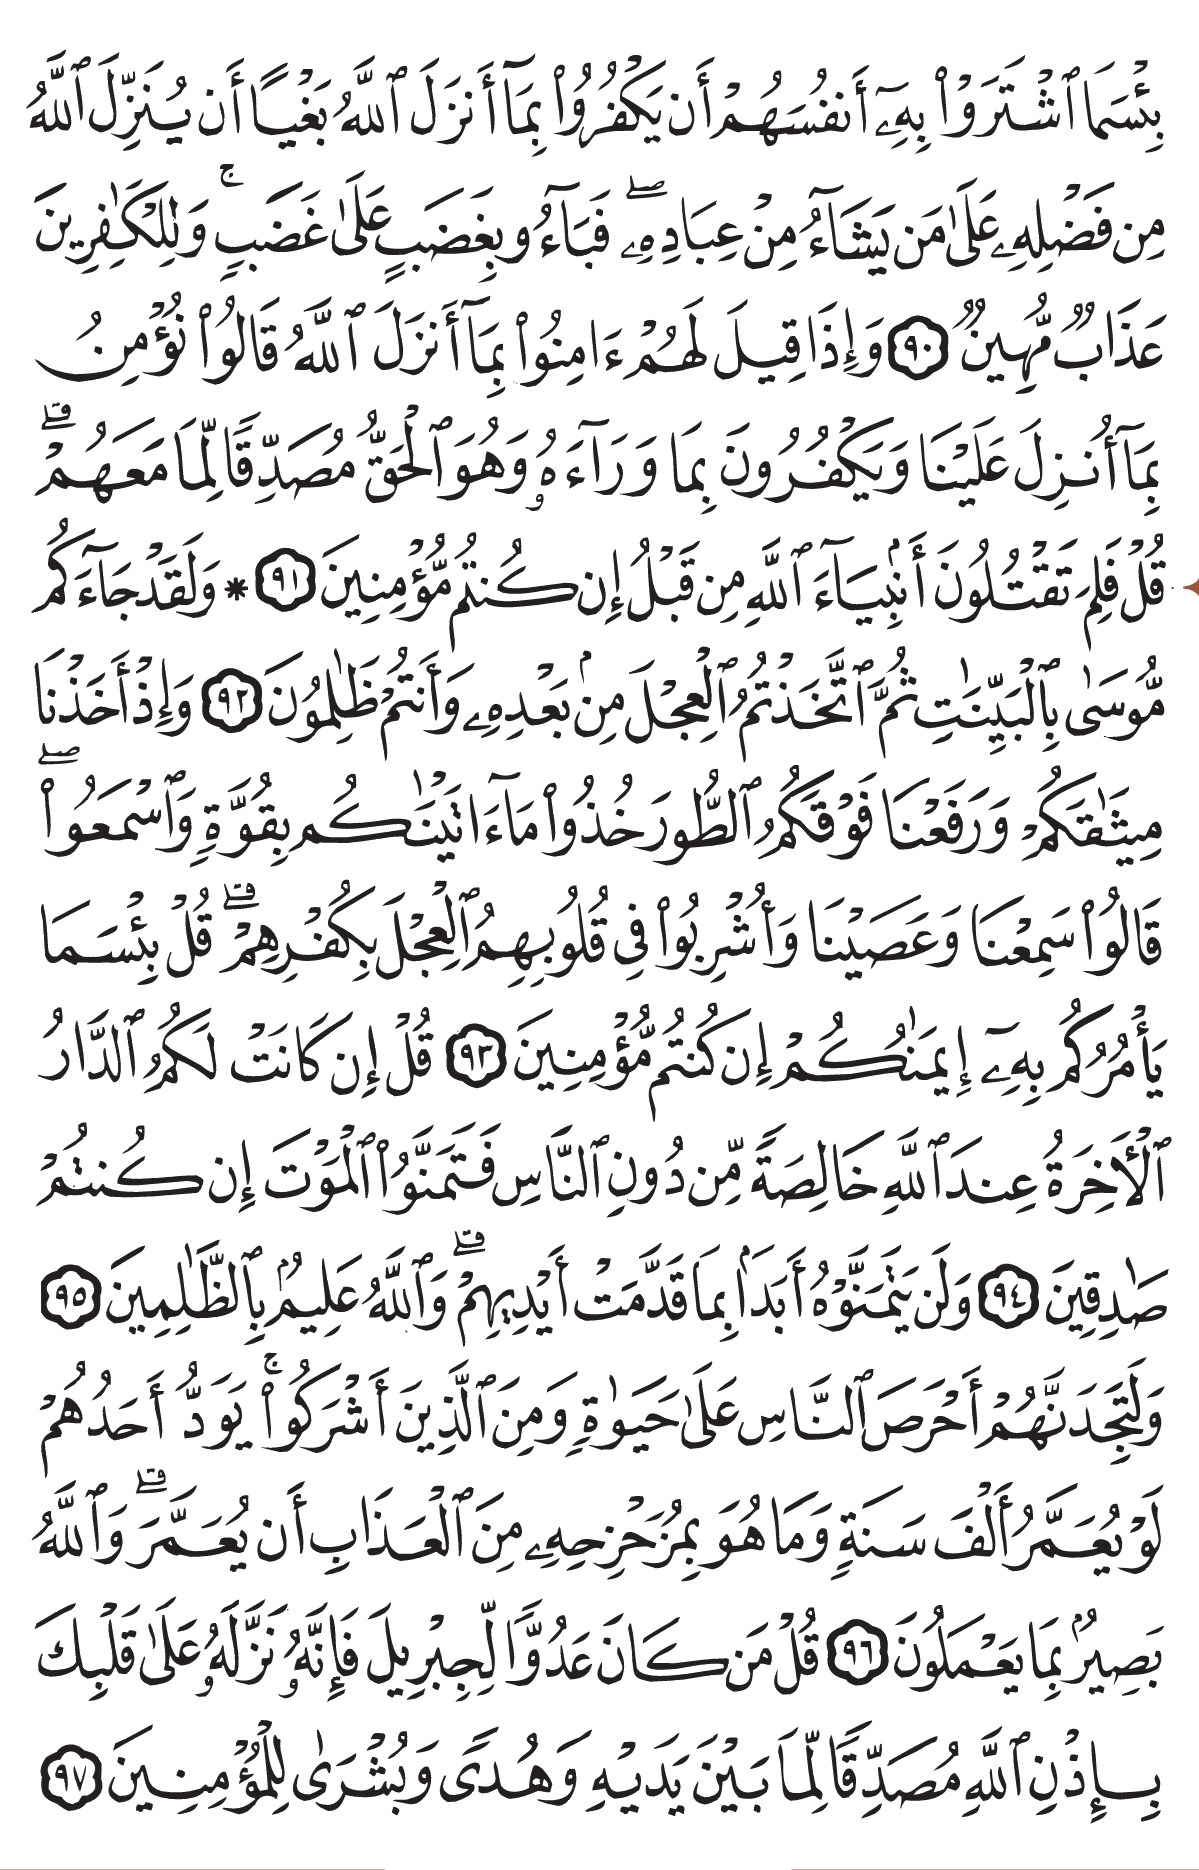 بِئْسَمَا ٱشْتَرَوْا۟ بِهِۦٓ أَنفُسَهُمْ أَن يَكْفُرُوا۟ بِمَآ أَنزَلَ ٱللَّهُ بَغْيًا أَن يُنَزِّلَ ٱللَّهُ
مِن فَضْلِهِۦ عَلَىٰ مَن يَشَآءُ مِنْ عِبَادِهِۦ ۖ فَبَآءُو بِغَضَبٍ عَلَىٰ غَضَبٍ ۚ وَلِلْكَـٰفِرِينَ
عَذَابٌ مُّهِينٌ ٩٠ وَإِذَا قِيلَ لَهُمْ ءَامِنُوا۟ بِمَآ أَنزَلَ ٱللَّهُ قَالُوا۟ نُؤْمِنُ
بِمَآ أُنزِلَ عَلَيْنَا وَيَكْفُرُونَ بِمَا وَرَآءَهُۥ وَهُوَ ٱلْحَقُّ مُصَدِّقًا لِّمَا مَعَهُمْ ۗ
قُلْ فَلِمَ تَقْتُلُونَ أَنۢبِيَآءَ ٱللَّهِ مِن قَبْلُ إِن كُنتُم مُّؤْمِنِينَ ٩١ * وَلَقَدْ جَآءَكُم
مُّوسَىٰ بِٱلْبَيِّنَـٰتِ ثُمَّ ٱتَّخَذْتُمُ ٱلْعِجْلَ مِنۢ بَعْدِهِۦ وَأَنتُمْ ظَـٰلِمُونَ ٩٢ وَإِذْ أَخَذْنَا
مِيثَـٰقَكُمْ وَرَفَعْنَا فَوْقَكُمُ ٱلطُّورَ خُذُوا۟ مَآ ءَاتَيْنَـٰكُم بِقُوَّةٍ وَٱسْمَعُوا۟ ۖ
قَالُوا۟ سَمِعْنَا وَعَصَيْنَا وَأُشْرِبُوا۟ فِى قُلُوبِهِمُ ٱلْعِجْلَ بِكُفْرِهِمْ ۚ قُلْ بِئْسَمَا
يَأْمُرُكُم بِهِۦٓ إِيمَـٰنُكُمْ إِن كُنتُم مُّؤْمِنِينَ ٩٣ قُلْ إِن كَانَتْ لَكُمُ ٱلدَّارُ
ٱلْأَخِرَةُ عِندَ ٱللَّهِ خَالِصَةً مِّن دُونِ ٱلنَّاسِ فَتَمَنَّوُا۟ ٱلْمَوْتَ إِن كُنتُمْ
صَـٰدِقِينَ ٩٤ وَلَن يَتَمَنَّوْهُ أَبَدًۢا بِمَا قَدَّمَتْ أَيْدِيهِمْ ۗ وَٱللَّهُ عَلِيمٌۢ بِٱلظَّـٰلِمِينَ ٩٥
وَلَتَجِدَنَّهُمْ أَحْرَصَ ٱلنَّاسِ عَلَىٰ حَيَوٰةٍ وَمِنَ ٱلَّذِينَ أَشْرَكُوا۟ ۚ يَوَدُّ أَحَدُهُمْ
لَوْ يُعَمَّرُ أَلْفَ سَنَةٍ وَمَا هُوَ بِمُزَحْزِحِهِۦ مِنَ ٱلْعَذَابِ أَن يُعَمَّرَ ۗ وَٱللَّهُ
بَصِيرٌۢ بِمَا يَعْمَلُونَ ٩٦ قُلْ مَن كَانَ عَدُوًّا لِّجِبْرِيلَ فَإِنَّهُۥ نَزَّلَهُۥ عَلَىٰ قَلْبِكَ
بِإِذْنِ ٱللَّهِ مُصَدِّقًا لِّمَا بَيْنَ يَدَيْهِ وَهُدًى وَبُشْرَىٰ لِلْمُؤْمِنِينَ ٩٧